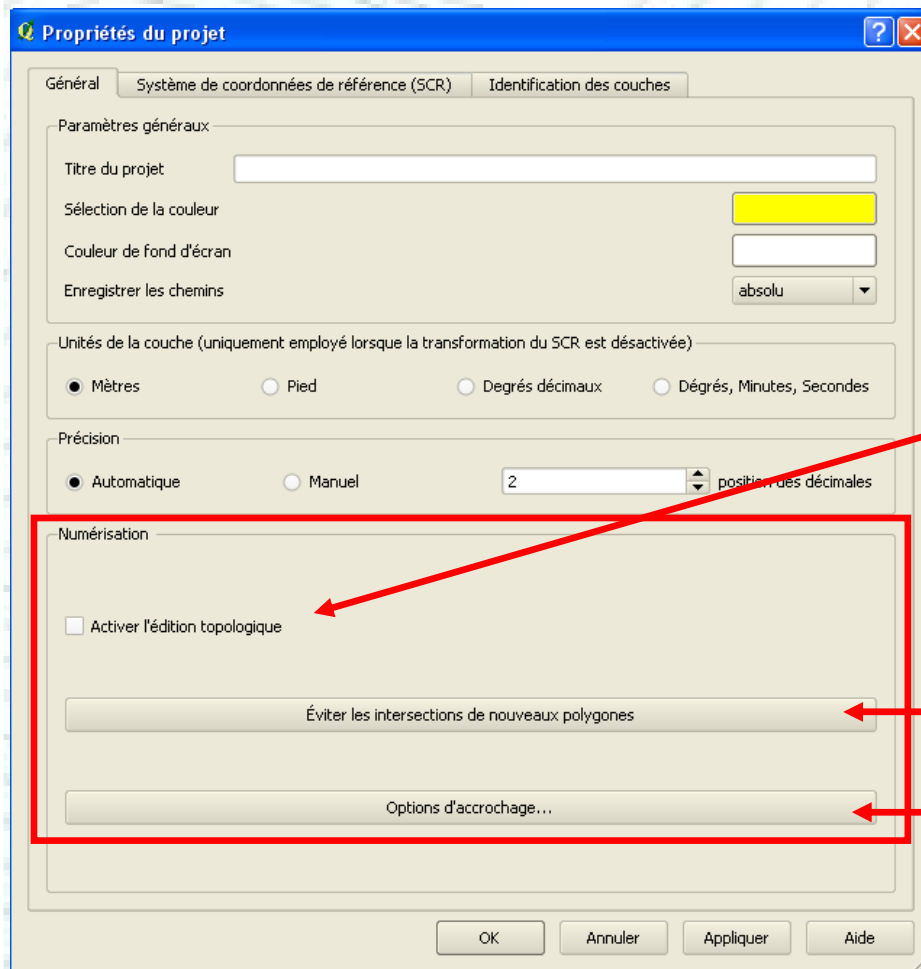 Propriétés du projet
Général Système de coordonnées de référence (SCR) Identification des couches
Paramètres généraux
Titre du projet
Sélection de la couleur
Couleur de fond d'écran
Enregistrer les chemins absolu
Unités de la couche (uniquement employé lorsque la transformation du SCR est désactivée)
Mètres Pied Degrés décimaux Dégrés, Minutes, Secondes
Précision
Automatique Manuel 2 position des décimales
Numérisation
Activer l'édition topologique
Éviter les intersections de nouveaux polygones
Options d'accrochage...
OK Annuler Appliquer Aide